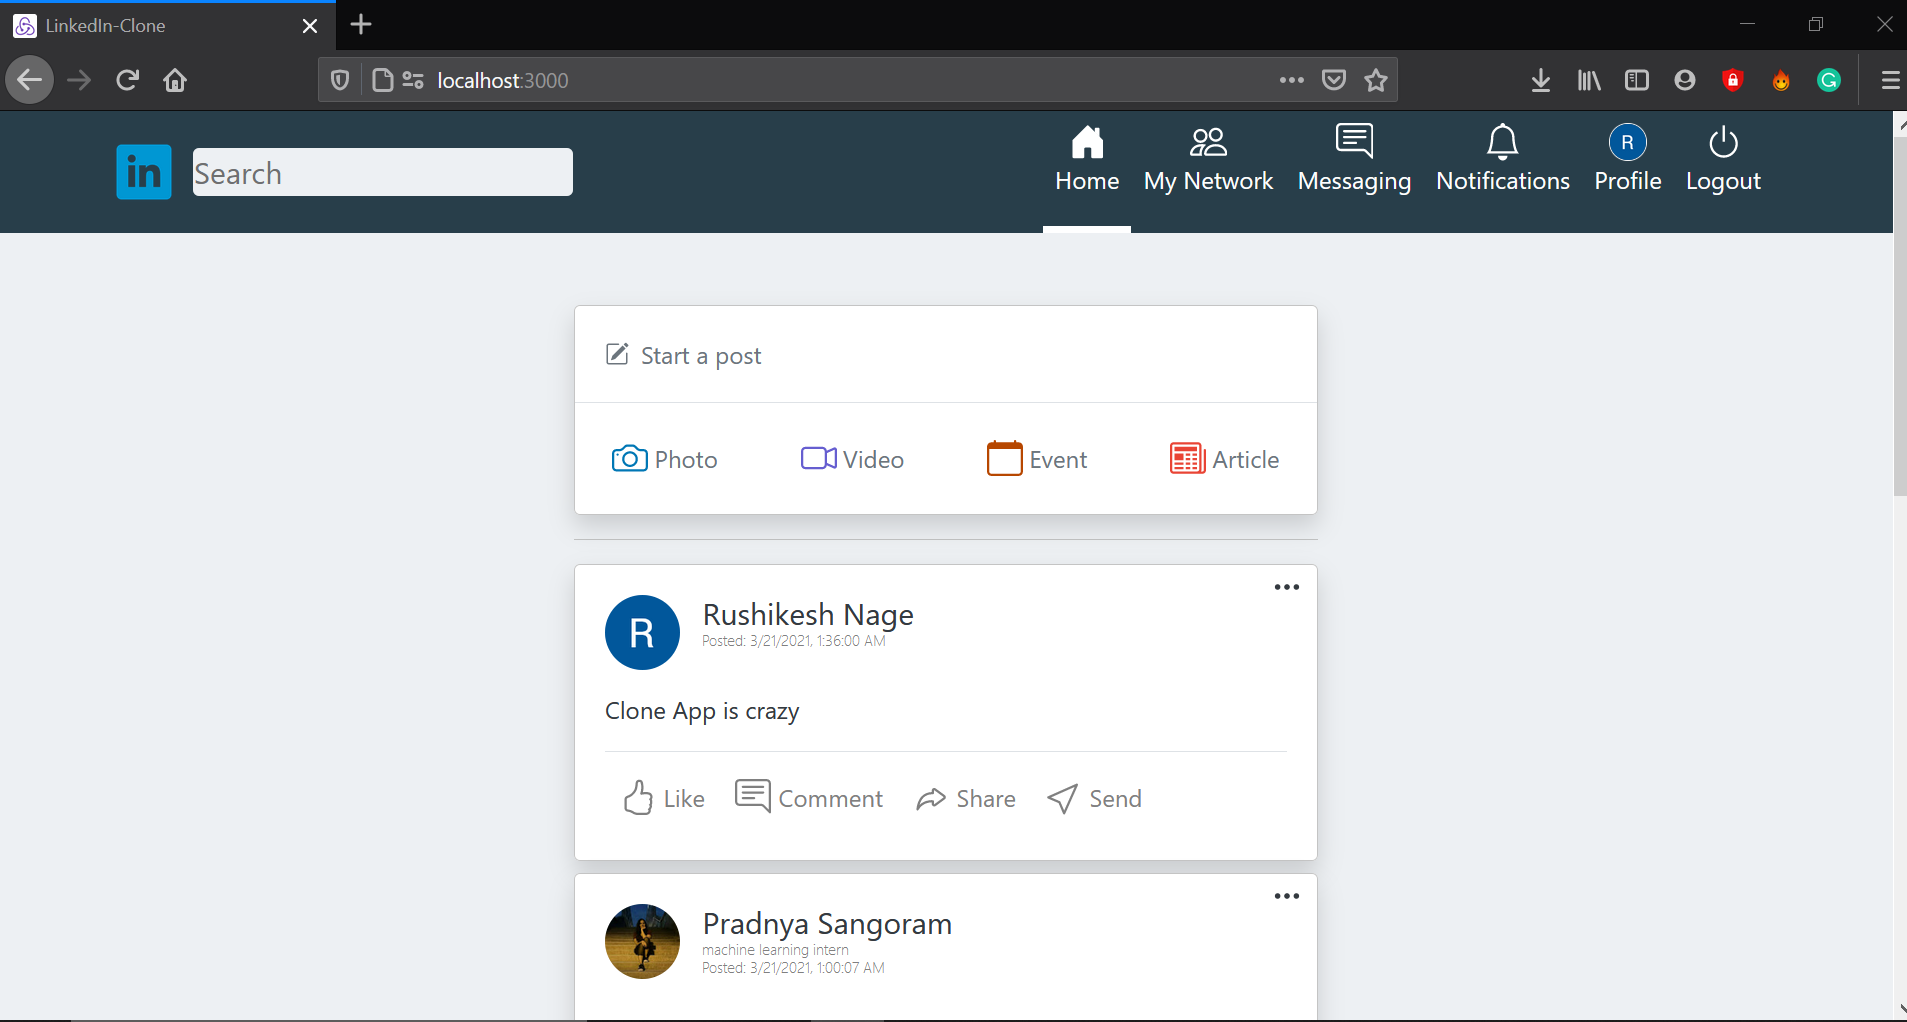 LinkedIn-Clone
localhost:3000
in
Search
Home
My Network
Messaging
Notifications
R
Profile
Logout
Start a post
Photo
Video
Event
Article
R
Rushikesh Nage
Posted: 3/21/2021, 1:36:00 AM
Clone App is crazy
Like
Comment
Share
Send
Pradnya Sangoram
machine learning intern
Posted: 3/21/2021, 1:00:07 AM